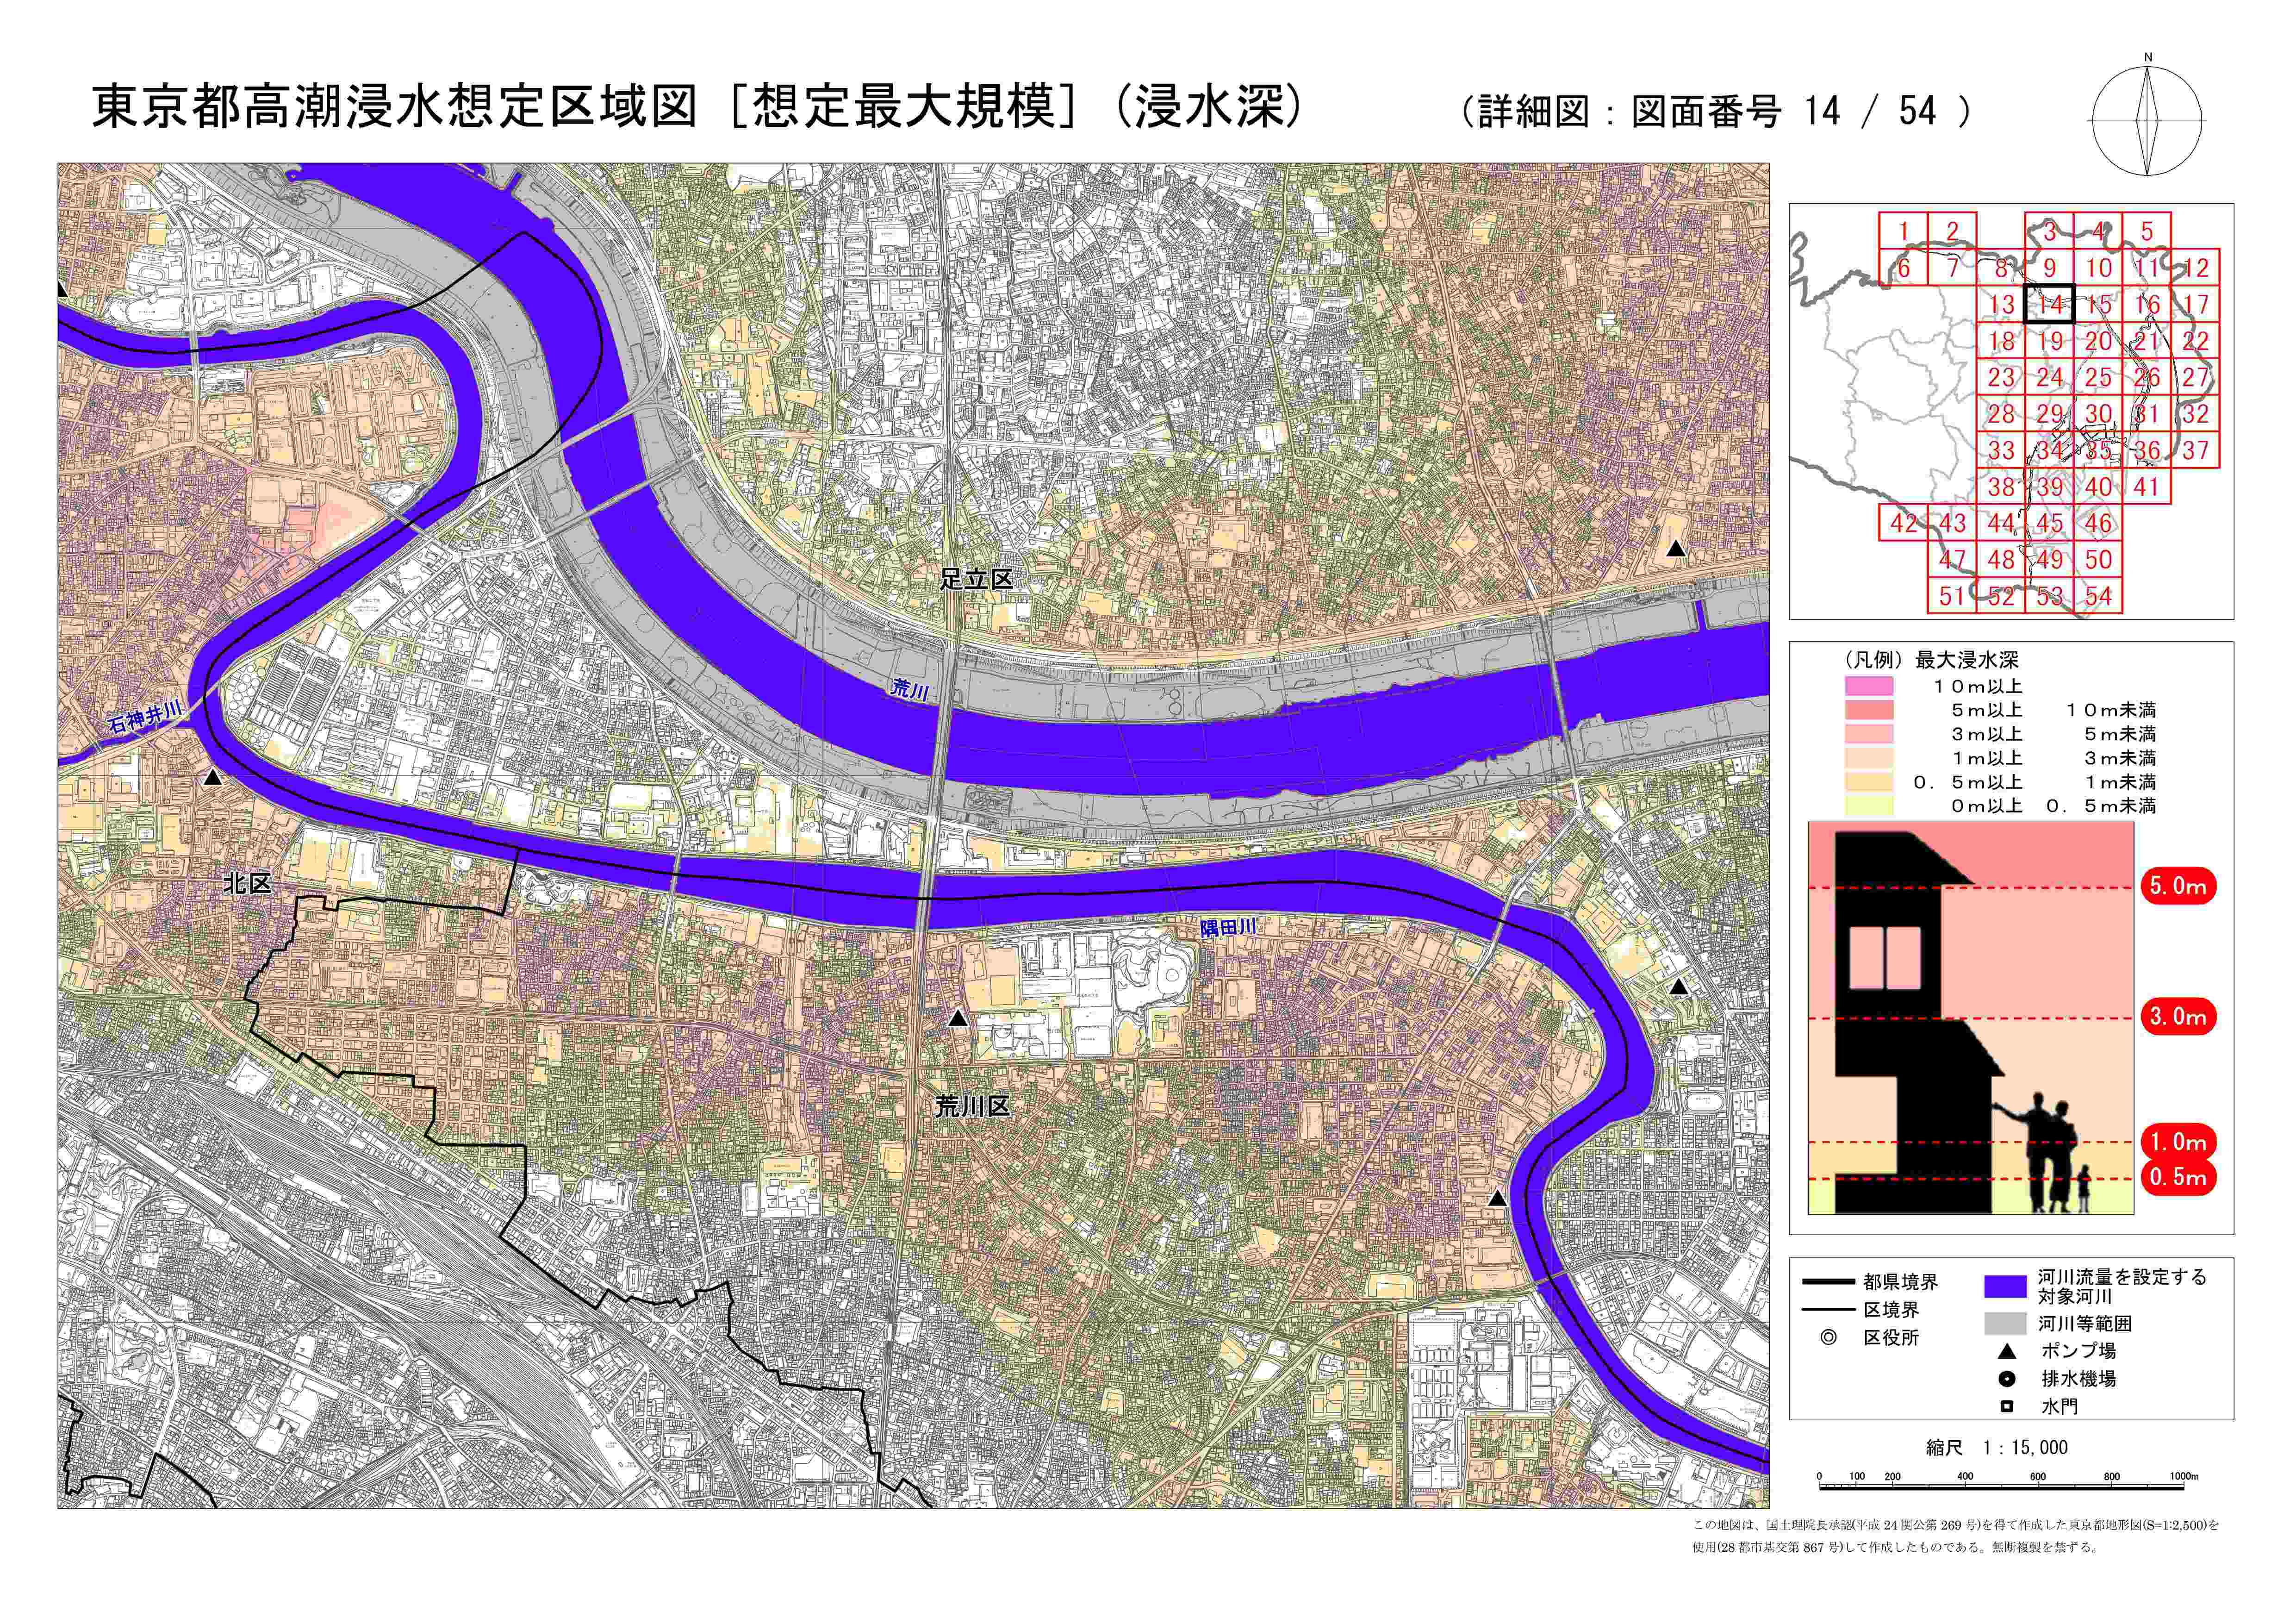 東京都高潮浸水想定区域図［想定最大規模］（浸水深）
（詳細図：図面番号 14 / 54 ）
N
1 2 3 4 5
6 7 8 9 10 11 12
13 14 15 16 17
18 19 20 21 22
23 24 25 26 27
28 29 30 31 32
33 34 35 36 37
38 39 40 41
42 43 44 45 46
47 48 49 50
51 52 53 54
足立区
荒川
石神井川
北区
隅田川
荒川区
（凡例）最大浸水深
１０ｍ以上
５ｍ以上　１０ｍ未満
３ｍ以上　５ｍ未満
１ｍ以上　３ｍ未満
０．５ｍ以上　１ｍ未満
０ｍ以上　０．５ｍ未満
5.0m
3.0m
1.0m
0.5m
都県境界
区境界
区役所
河川流量を設定する
対象河川
河川等範囲
ポンプ場
排水機場
水門
縮尺　1：15,000
0 100 200 400 600 800 1000m
この地図は、国土理院長承認(平成 24 関公第 269 号)を得て作成した東京都地形図(S=1:2,500)を
使用(28 都市基交第 867 号)して作成したものである。無断複製を禁ずる。